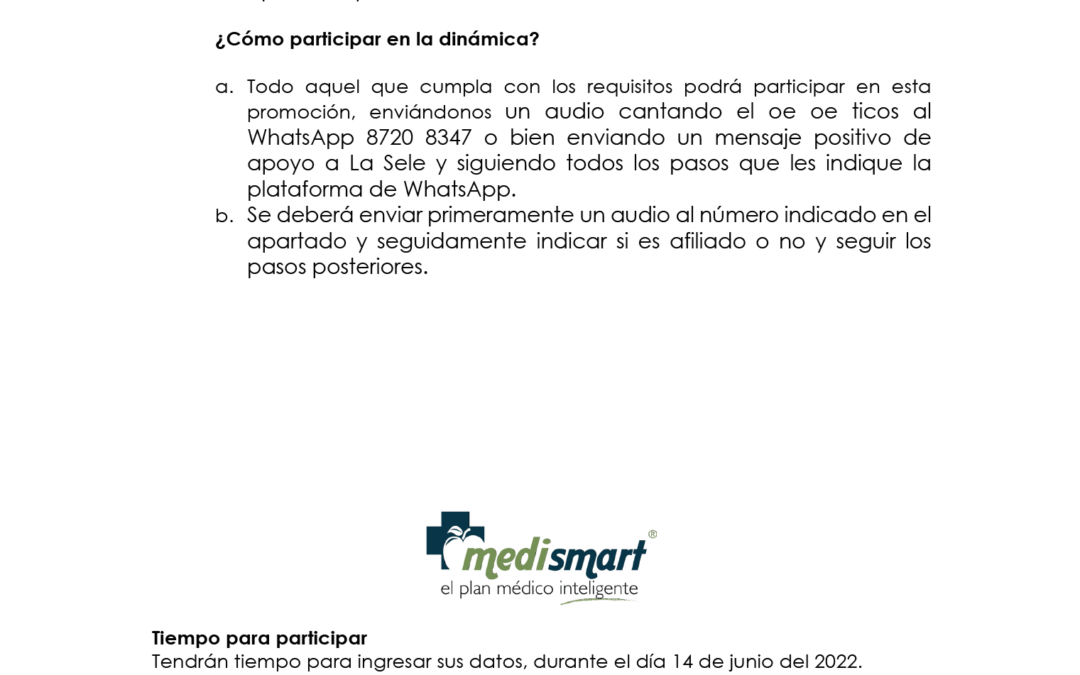 ¿Cómo participar en la dinámica?
a. Todo aquel que cumpla con los requisitos podrá participar en esta
promoción, enviándonos un audio cantando el oe oe ticos al
WhatsApp 8720 8347 o bien enviando un mensaje positivo de
apoyo a La Sele y siguiendo todos los pasos que les indique la
plataforma de WhatsApp.
b. Se deberá enviar primeramente un audio al número indicado en el
apartado y seguidamente indicar si es afiliado o no y seguir los
pasos posteriores.
medismart®
el plan médico inteligente
Tiempo para participar
Tendrán tiempo para ingresar sus datos, durante el día 14 de junio del 2022.